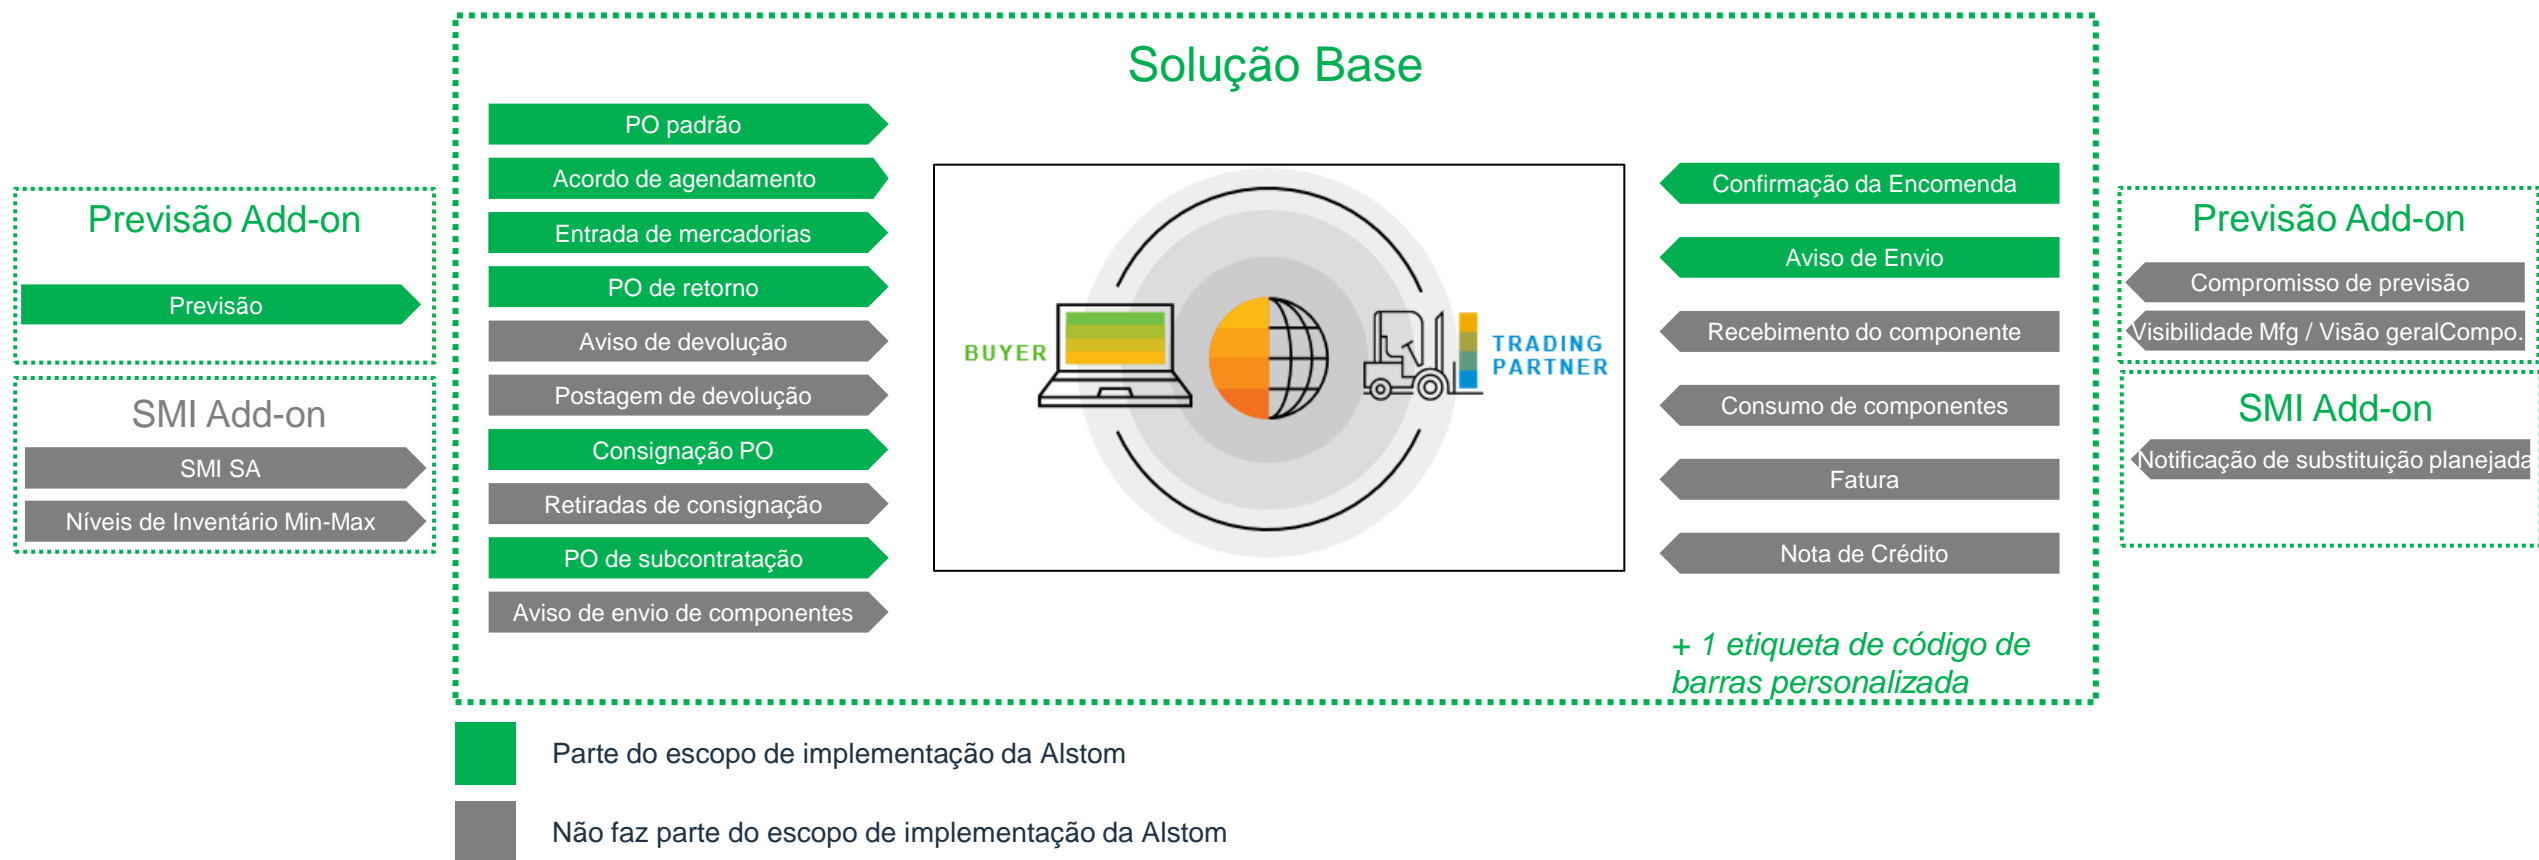 Solução Base
Previsão Add-on
Previsão
SMI Add-on
SMI SA
Níveis de Inventário Min-Max
PO padrão
Acordo de agendamento
Entrada de mercadorias
PO de retorno
Aviso de devolução
Postagem de devolução
Consignação PO
Retiradas de consignação
PO de subcontratação
Aviso de envio de componentes
BUYER
TRADING
PARTNER
Confirmação da Encomenda
Aviso de Envio
Recebimento do componente
Consumo de componentes
Fatura
Nota de Crédito
+ 1 etiqueta de código de
barras personalizada
Previsão Add-on
Compromisso de previsão
Visibilidade Mfg / Visão geralCompo.
SMI Add-on
Notificação de substituição planejada
Parte do escopo de implementação da Alstom
Não faz parte do escopo de implementação da Alstom